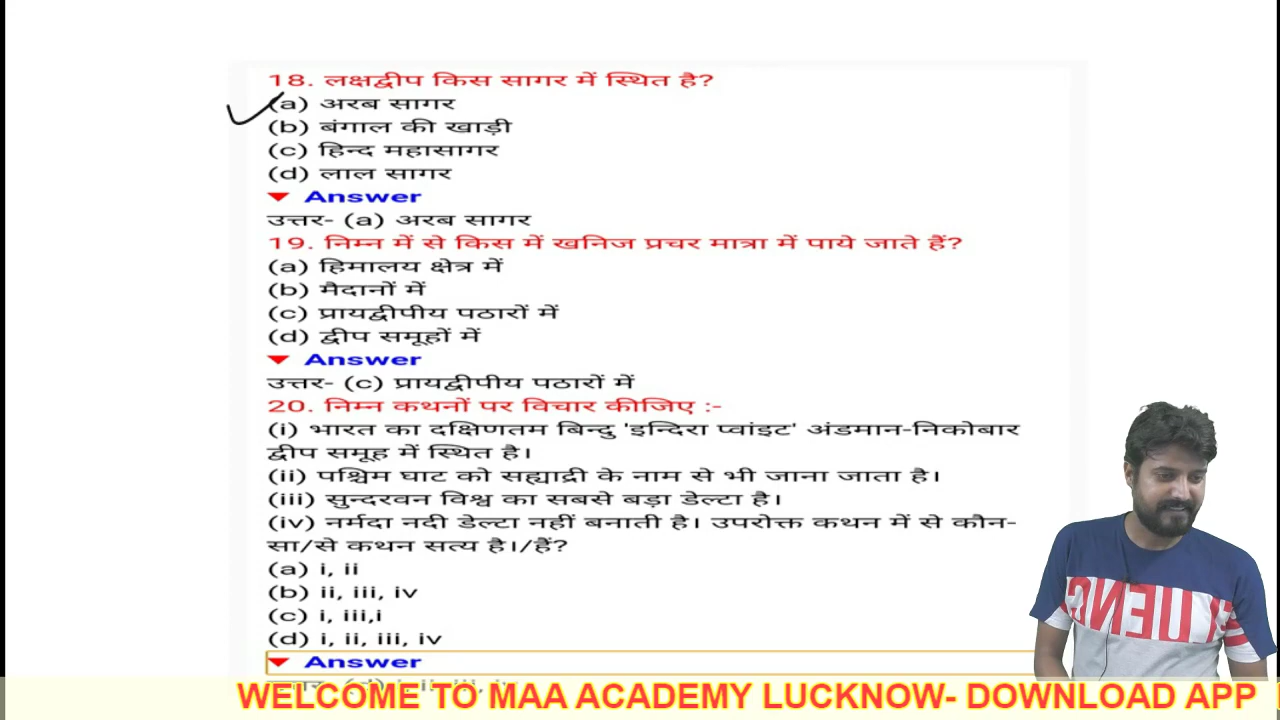 18. लक्षद्वीप किस सागर में स्थित है?
(a) अरब सागर
(b) बंगाल की खाड़ी
(c) हिन्द महासागर
(d) लाल सागर
Answer
उत्तर- (a) अरब सागर
19. निम्न में से किस में खनिज प्रचर मात्रा में पाये जाते हैं?
(a) हिमालय क्षेत्र में
(b) मैदानों में
(c) प्रायद्वीपीय पठारों में
(d) द्वीप समूहों में
Answer
उत्तर- (c) प्रायद्वीपीय पठारों में
20. निम्न कथनों पर विचार कीजिए :-
(i) भारत का दक्षिणतम बिन्दु 'इन्दिरा प्वांइट' अंडमान-निकोबार
द्वीप समूह में स्थित है।
(ii) पश्चिम घाट को सह्याद्री के नाम से भी जाना जाता है।
(iii) सुन्दरवन विश्व का सबसे बड़ा डेल्टा है।
(iv) नर्मदा नदी डेल्टा नहीं बनाती है। उपरोक्त कथन में से कौन-
सा/से कथन सत्य है।/हैं?
(a) i, ii
(b) ii, iii, iv
(c) i, iii,i
(d) i, ii, iii, iv
Answer
WELCOME TO MAA ACADEMY LUCKNOW- DOWNLOAD APP